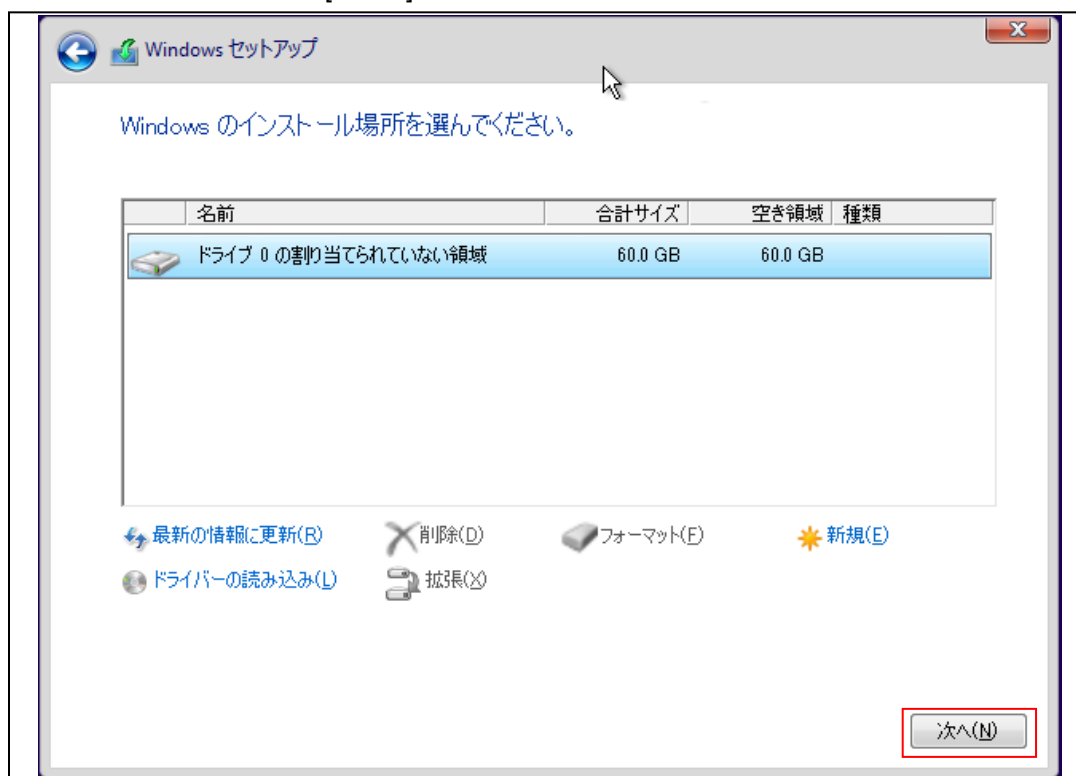 Windows セットアップ
Windows のインストール場所を選んでください。
名前 合計サイズ 空き領域 種類
ドライブ 0 の割り当てられていない領域 60.0 GB 60.0 GB
最新の情報に更新(R) 削除(D) フォーマット(F) 新規(E)
ドライバーの読み込み(L) 拡張(X)
次へ(N)